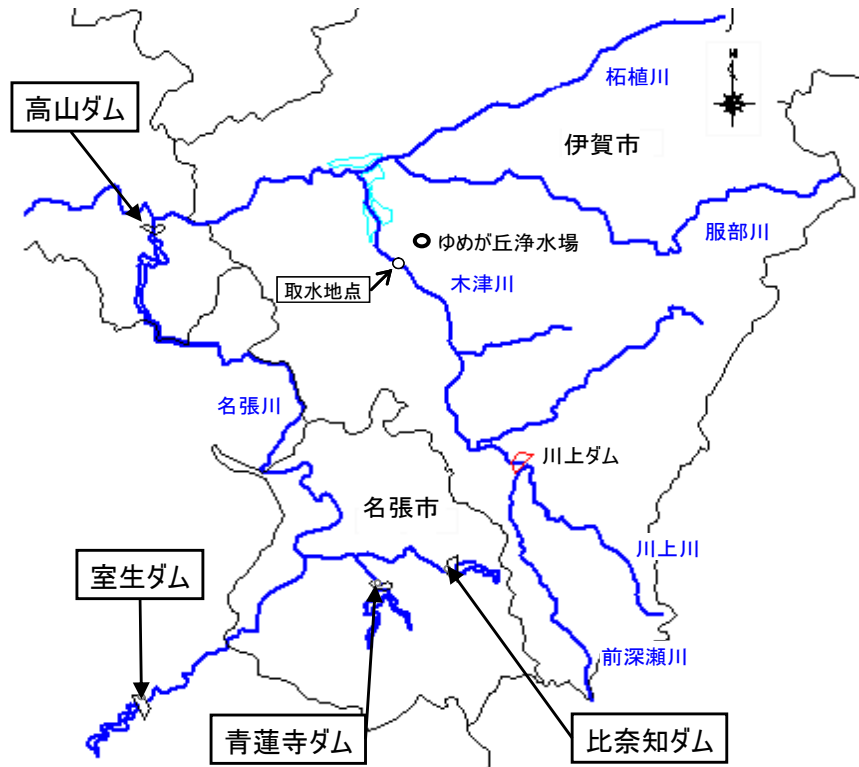 柘植川
高山ダム
伊賀市
服部川
ゆめが丘浄水場
木津川
取水地点
名張川
川上ダム
名張市
川上川
室生ダム
前深瀬川
青蓮寺ダム
比奈知ダム